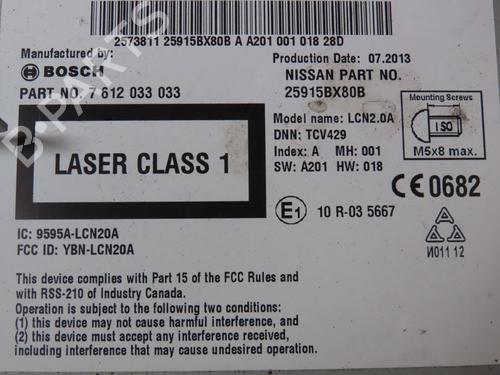 2573811 25915BX80B A A201 001 018 28D
Manufactured by:
BOSCH
PART NO. 7 612 033 033
Production Date: 07.2013
NISSAN PART NO.
25915BX80B
Model name: LCN2.0A
DNN: TCV429
Index: A MH: 001
SW: A201 HW: 018
Mounting Screws
ISO
M5x8 max.
LASER CLASS 1
CE0682
E1 10 R-03 5667
И011 12
IC: 9595A-LCN20A
FCC ID: YBN-LCN20A
This device complies with Part 15 of the FCC Rules and
with RSS-210 of Industry Canada.
Operation is subject to the following two conditions:
(1) this device may not cause harmful interference, and
(2) this device must accept any interference received,
including interference that may cause undesired operation.
B-PARTS